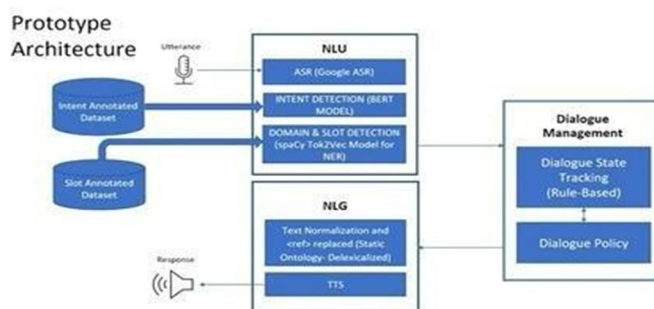 Prototype
Architecture
Utterance
NLU
ASR (Google ASR)
Intent Annotated
Dataset
INTENT DETECTION (BERT
MODEL)
DOMAIN & SLOT DETECTION
(spaCy Tok2Vec Model for
NER)
Slot Annotated
Dataset
Dialogue
Management
Dialogue State
Tracking
(Rule-Based)
Dialogue Policy
NLG
Text Normalization and
<ref> replaced (Static
Ontology- Delexicalized)
Response
TTS